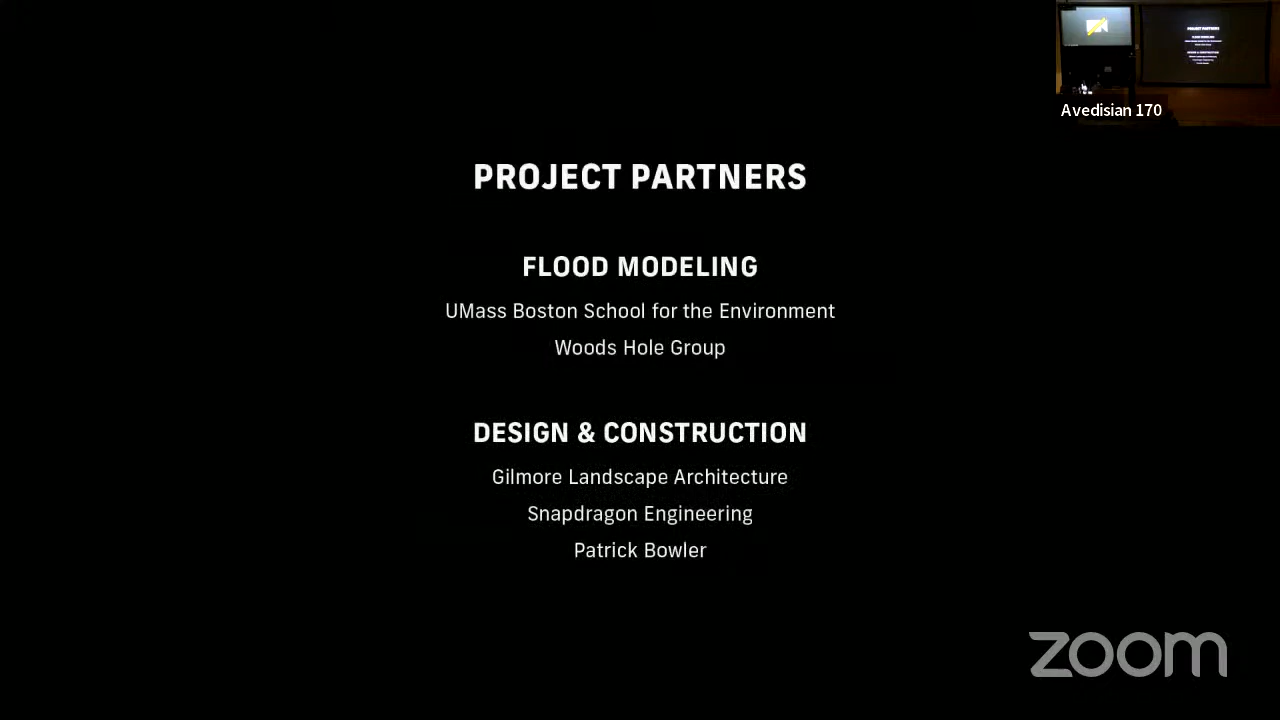 Avedisian 170
PROJECT PARTNERS
FLOOD MODELING
UMass Boston School for the Environment
Woods Hole Group
DESIGN & CONSTRUCTION
Gilmore Landscape Architecture
Snapdragon Engineering
Patrick Bowler
zoom